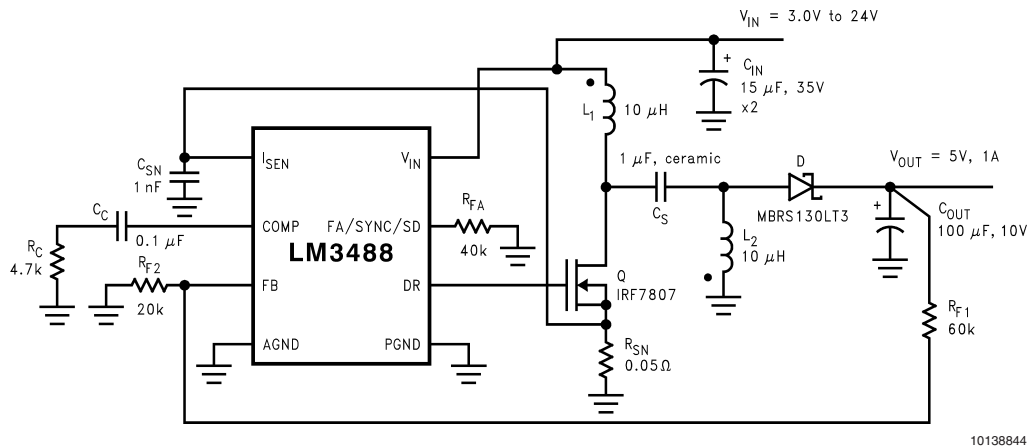 V_IN = 3.0V to 24V
+
C_IN
15 μF, 35V
x2
L_1
10 μH
I_SEN
V_IN
C_SN
1 nF
1 μF, ceramic
C_S
D
MBRS130LT3
V_OUT = 5V, 1A
+
C_OUT
100 μF, 10V
C_C
0.1 μF
COMP
FA/SYNC/SD
R_FA
40k
LM3488
R_C
4.7k
R_F2
20k
FB
DR
Q
IRF7807
L_2
10 μH
R_F1
60k
AGND
PGND
R_SN
0.05Ω
10138844